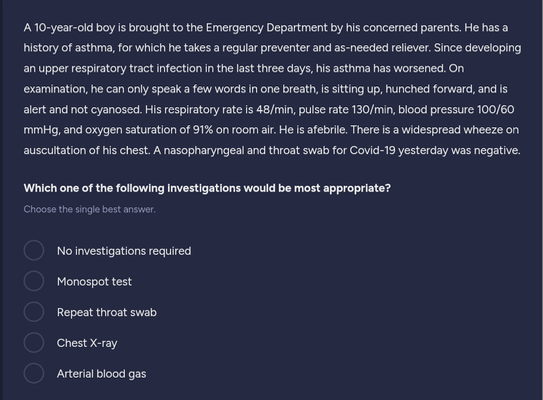 A 10-year-old boy is brought to the Emergency Department by his concerned parents. He has a
history of asthma, for which he takes a regular preventer and as-needed reliever. Since developing
an upper respiratory tract infection in the last three days, his asthma has worsened. On
examination, he can only speak a few words in one breath, is sitting up, hunched forward, and is
alert and not cyanosed. His respiratory rate is 48/min, pulse rate 130/min, blood pressure 100/60
mmHg, and oxygen saturation of 91% on room air. He is afebrile. There is a widespread wheeze on
auscultation of his chest. A nasopharyngeal and throat swab for Covid-19 yesterday was negative.
Which one of the following investigations would be most appropriate?
Choose the single best answer.
No investigations required
Monospot test
Repeat throat swab
Chest X-ray
Arterial blood gas